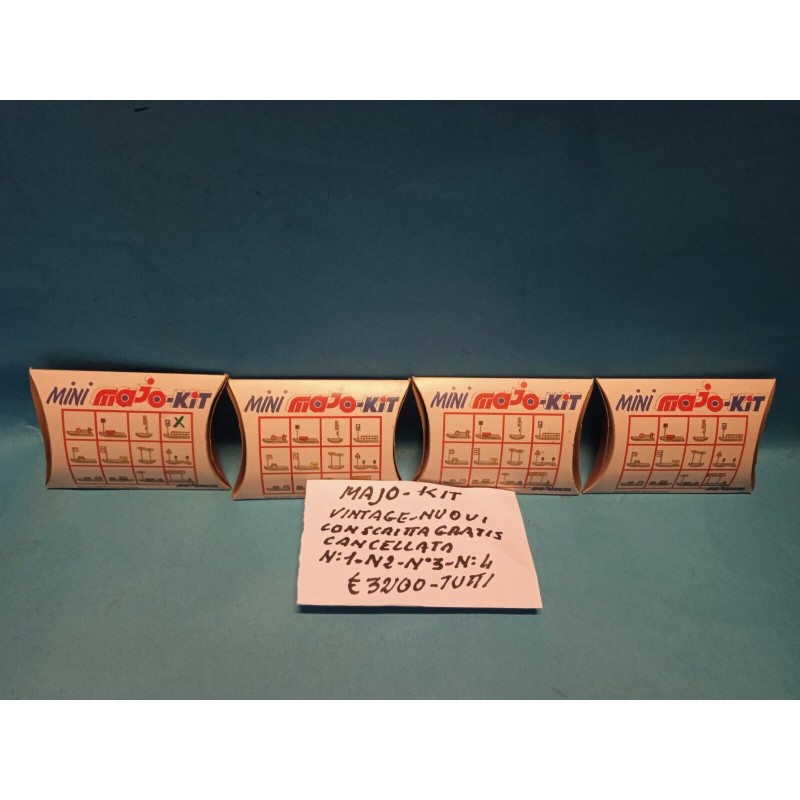 MINI MAJO-KIT
MINI MAJO-KIT
MINI MAJO-KIT
MINI MAJO-KIT
MAJO-KIT
VINTAGE-NUOVI
CON SCRITTA GRATIS
CANCELLATA
N:1-N2-N°3-N:4
€ 3200-TUTTI